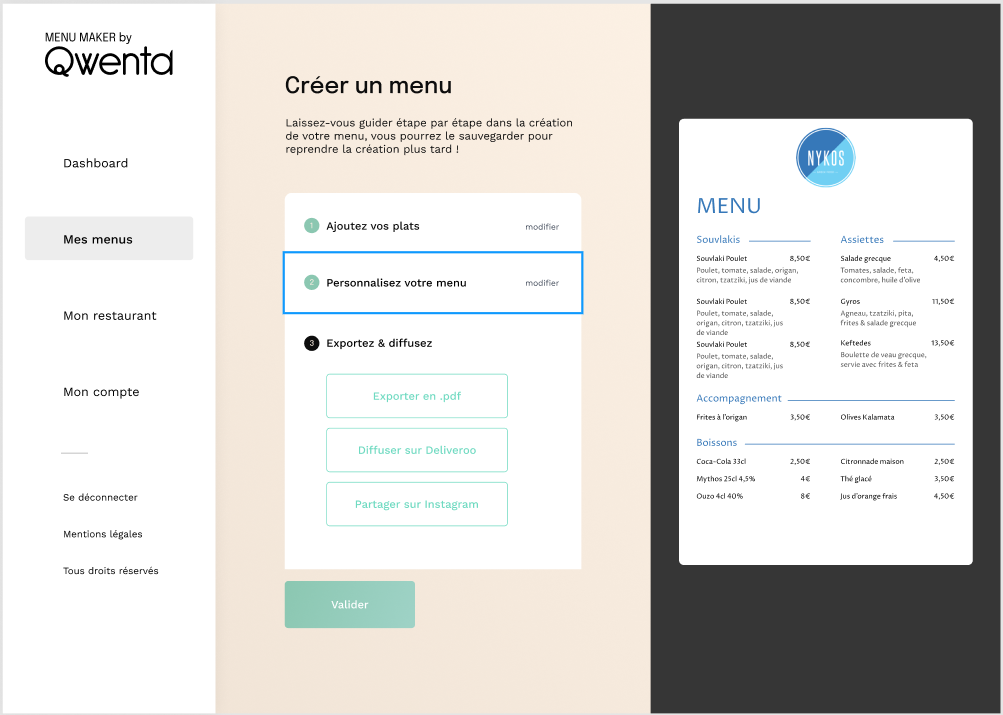 MENU MAKER by
Qwenta
Dashboard
Mes menus
Mon restaurant
Mon compte
Se déconnecter
Mentions légales
Tous droits réservés
Créer un menu
Laissez-vous guider étape par étape dans la création
de votre menu, vous pourrez le sauvegarder pour
reprendre la création plus tard !
1 Ajoutez vos plats modifier
2 Personnalisez votre menu modifier
3 Exportez & diffusez
Exporter en .pdf
Diffuser sur Deliveroo
Partager sur Instagram
Valider
NYKOS
MENU
Souvlakis
Souvlaki Poulet 8,50€
Poulet, tomate, salade, origan,
citron, tzatziki, jus de viande
Souvlaki Poulet 8,50€
Poulet, tomate, salade,
origan, citron, tzatziki, jus
de viande
Souvlaki Poulet 8,50€
Poulet, tomate, salade,
origan, citron, tzatziki, jus
de viande
Assiettes
Salade grecque 4,50€
Tomates, salade, feta,
concombre, huile d'olive
Gyros 11,50€
Agneau, tzatziki, pita,
frites & salade grecque
Keftedes 13,50€
Boulette de veau grecque,
servie avec frites & feta
Accompagnement
Frites à l'origan 3,50€
Olives Kalamata 3,50€
Boissons
Coca-Cola 33cl 2,50€
Mythos 25cl 4,5% 4€
Ouzo 4cl 40% 8€
Citronnade maison 2,50€
Thé glacé 3,50€
Jus d'orange frais 4,50€